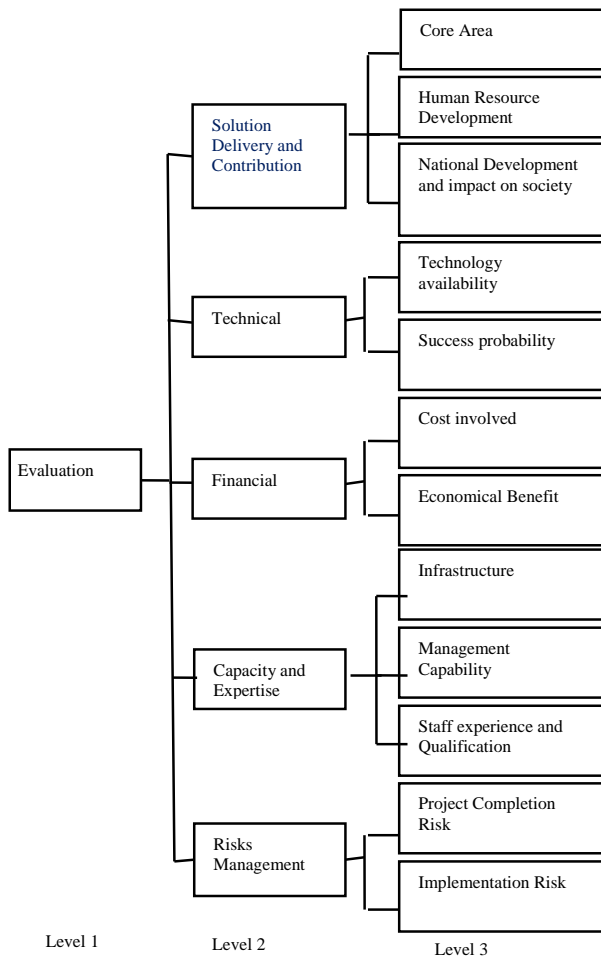 Core Area
Human Resource
Development
Solution
Delivery and
Contribution
National Development
and impact on society
Technology
availability
Technical
Success probability
Cost involved
Evaluation
Financial
Economical Benefit
Infrastructure
Management
Capability
Capacity and
Expertise
Staff experience and
Qualification
Project Completion
Risk
Risks
Management
Implementation Risk
Level 1
Level 2
Level 3